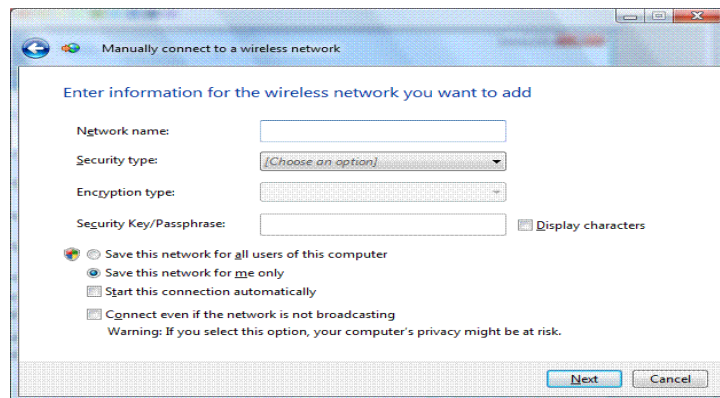 Manually connect to a wireless network
Enter information for the wireless network you want to add
Network name:
Security type: [Choose an option]
Encryption type:
Security Key/Passphrase: Display characters
Save this network for all users of this computer
Save this network for me only
Start this connection automatically
Connect even if the network is not broadcasting
Warning: If you select this option, your computer's privacy might be at risk.
Next Cancel